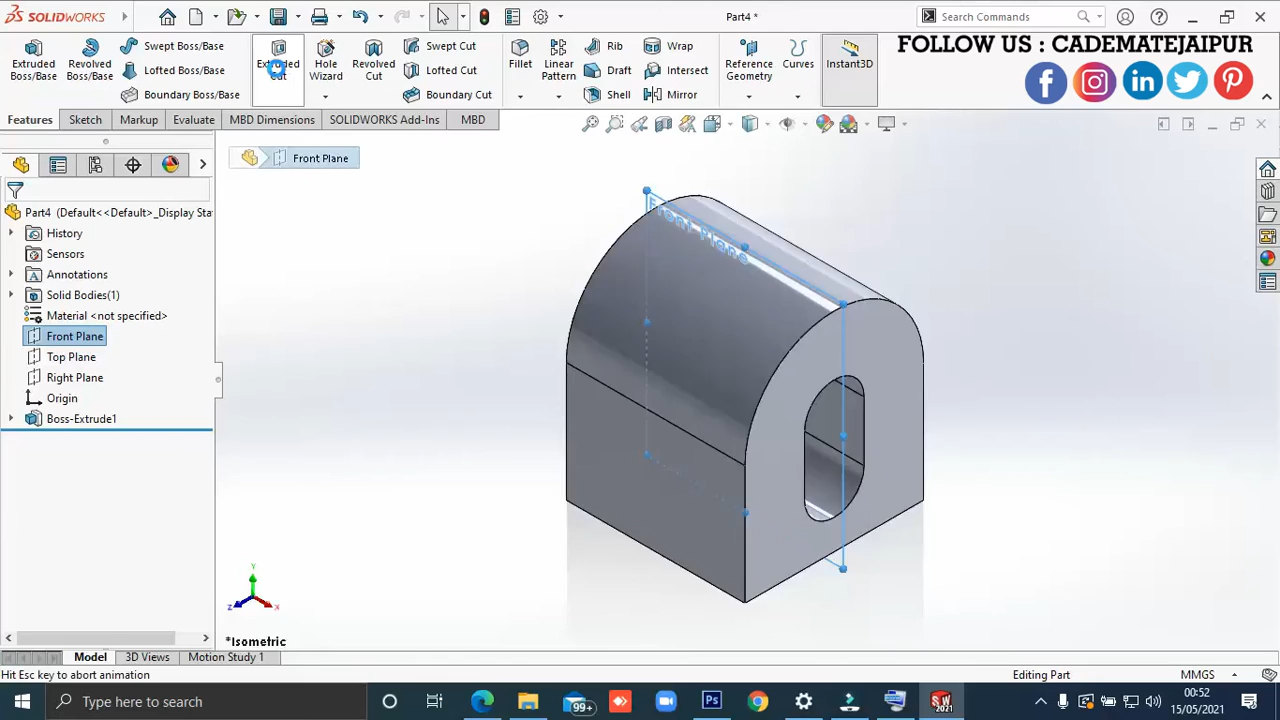 SOLIDWORKS
Part4 *
Search Commands
FOLLOW US : CADEMATEJAIPUR
Extruded Boss/Base
Revolved Boss/Base
Swept Boss/Base
Lofted Boss/Base
Boundary Boss/Base
Extruded Cut
Hole Wizard
Revolved Cut
Swept Cut
Lofted Cut
Boundary Cut
Fillet
Linear Pattern
Rib
Draft
Shell
Wrap
Intersect
Mirror
Reference Geometry
Curves
Instant3D
Features
Sketch
Markup
Evaluate
MBD Dimensions
SOLIDWORKS Add-Ins
MBD
Front Plane
Part4 (Default<<Default>_Display Sta
History
Sensors
Annotations
Solid Bodies(1)
Material <not specified>
Front Plane
Top Plane
Right Plane
Origin
Boss-Extrude1
Front Plane
Y
Z
X
*Isometric
Model
3D Views
Motion Study 1
Hit Esc key to abort animation
Editing Part
MMGS
Type here to search
99+
Ps
SW
2021
00:52
15/05/2021